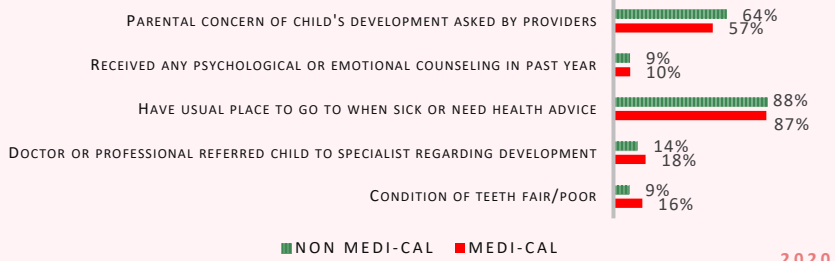 PARENTAL CONCERN OF CHILD'S DEVELOPMENT ASKED BY PROVIDERS
64%
57%
RECEIVED ANY PSYCHOLOGICAL OR EMOTIONAL COUNSELING IN PAST YEAR
9%
10%
HAVE USUAL PLACE TO GO TO WHEN SICK OR NEED HEALTH ADVICE
88%
87%
DOCTOR OR PROFESSIONAL REFERRED CHILD TO SPECIALIST REGARDING DEVELOPMENT
14%
18%
CONDITION OF TEETH FAIR/POOR
9%
16%
NON MEDI-CAL MEDI-CAL
2020